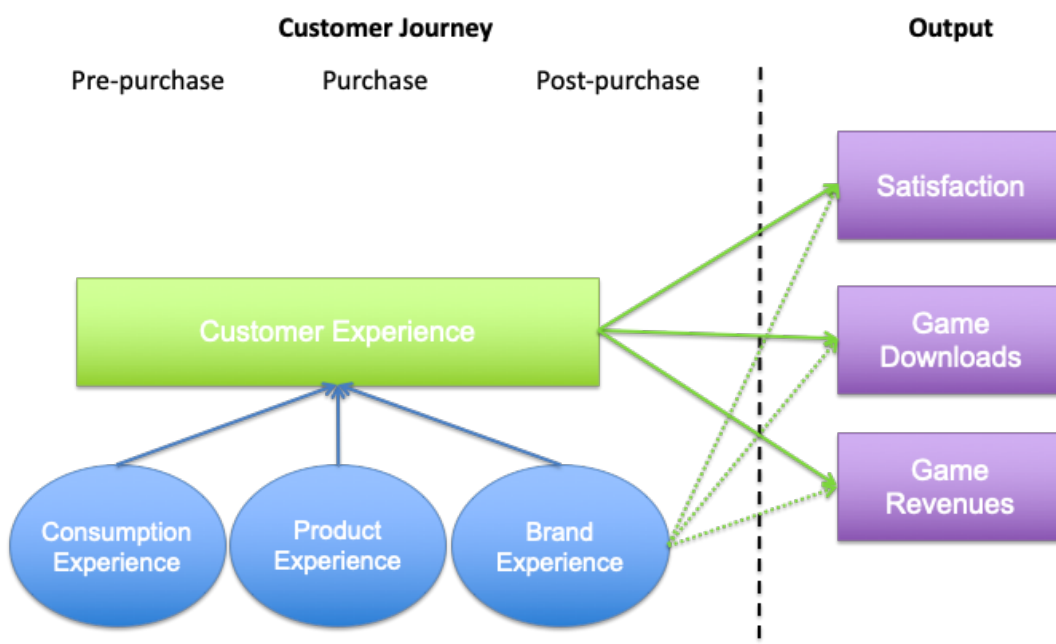 Customer Journey
Output
Pre-purchase
Purchase
Post-purchase
Satisfaction
Customer Experience
Game
Downloads
Game
Revenues
Consumption
Experience
Product
Experience
Brand
Experience